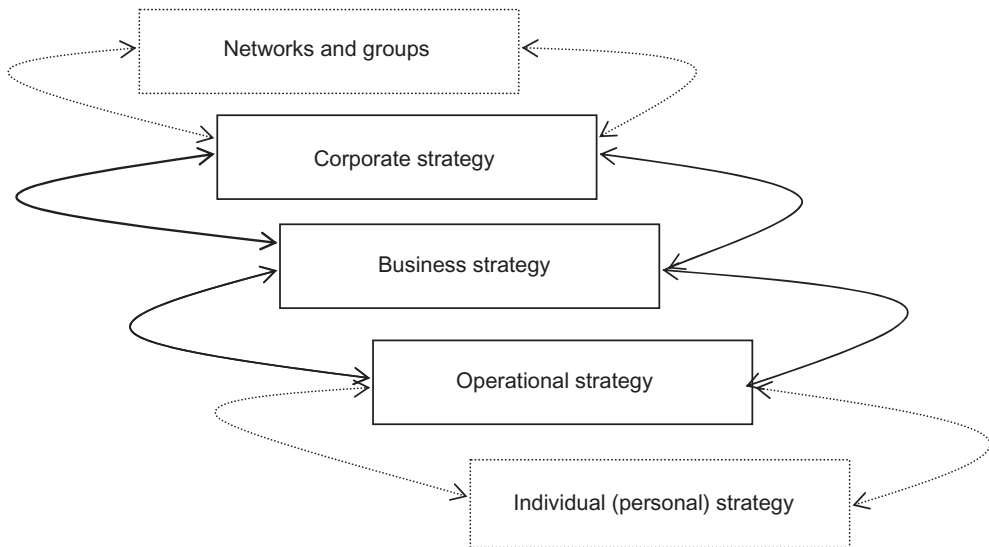 Networks and groups
Corporate strategy
Business strategy
Operational strategy
Individual (personal) strategy